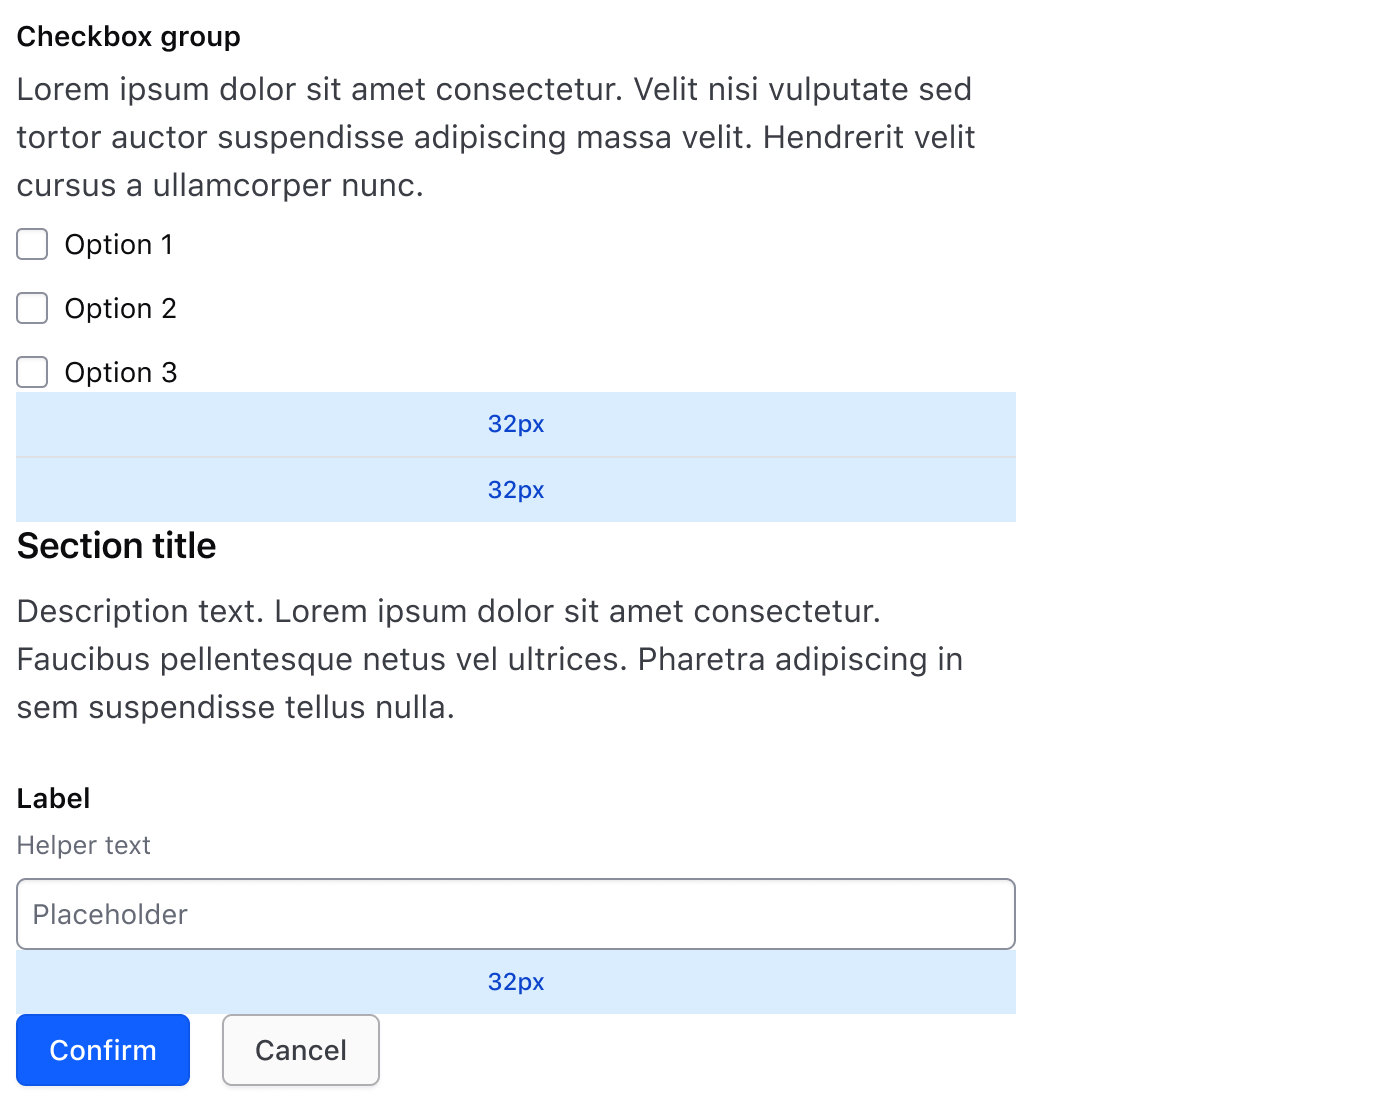 Checkbox group
Lorem ipsum dolor sit amet consectetur. Velit nisi vulputate sed
tortor auctor suspendisse adipiscing massa velit. Hendrerit velit
cursus a ullamcorper nunc.
Option 1
Option 2
Option 3
32px
32px
Section title
Description text. Lorem ipsum dolor sit amet consectetur.
Faucibus pellentesque netus vel ultrices. Pharetra adipiscing in
sem suspendisse tellus nulla.
Label
Helper text
Placeholder
32px
Confirm Cancel